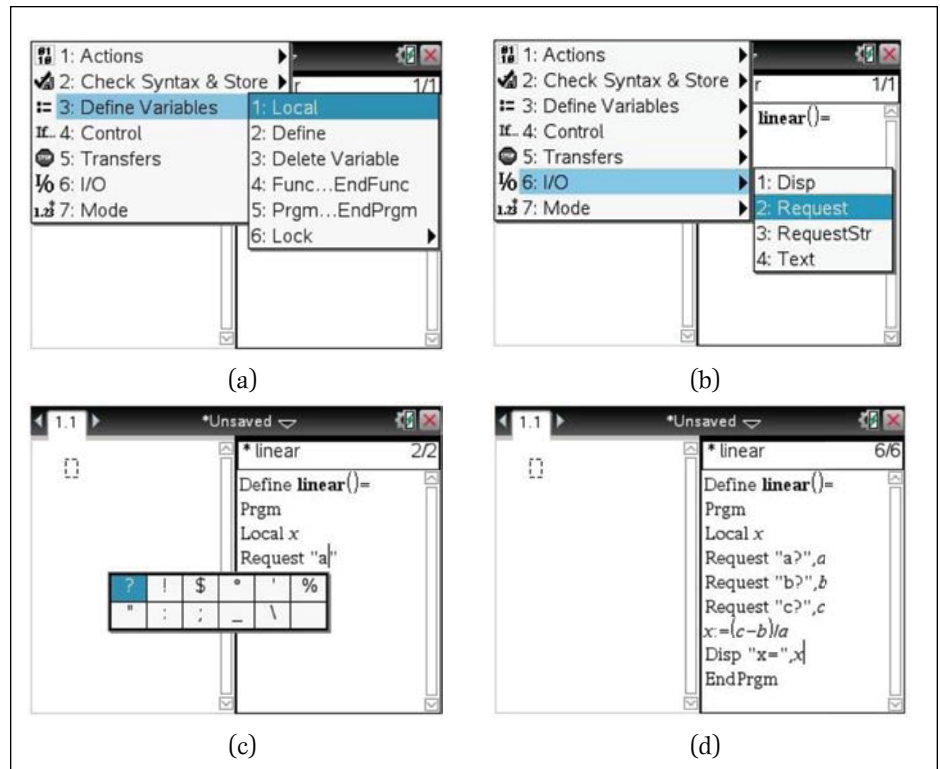 1: Actions
2: Check Syntax & Store
3: Define Variables
4: Control
5: Transfers
6: I/O
7: Mode
1/1
1: Local
2: Define
3: Delete Variable
4: Func...EndFunc
5: Prgm...EndPrgm
6: Lock
(a)
1: Actions
2: Check Syntax & Store
3: Define Variables
If... 4: Control
5: Transfers
I/O 6: I/O
7: Mode
r 1/1
linear()=
1: Disp
2: Request
3: RequestStr
4: Text
(b)
1.1 *Unsaved
* linear 2/2
Define linear()=
Prgm
Local x
Request "a"
? ! $ ° ' %
" : ; _ \
(c)
1.1 *Unsaved
* linear 6/6
Define linear()=
Prgm
Local x
Request "a?",a
Request "b?",b
Request "c?",c
x:=(c−b)/a
Disp "x=",x
EndPrgm
(d)